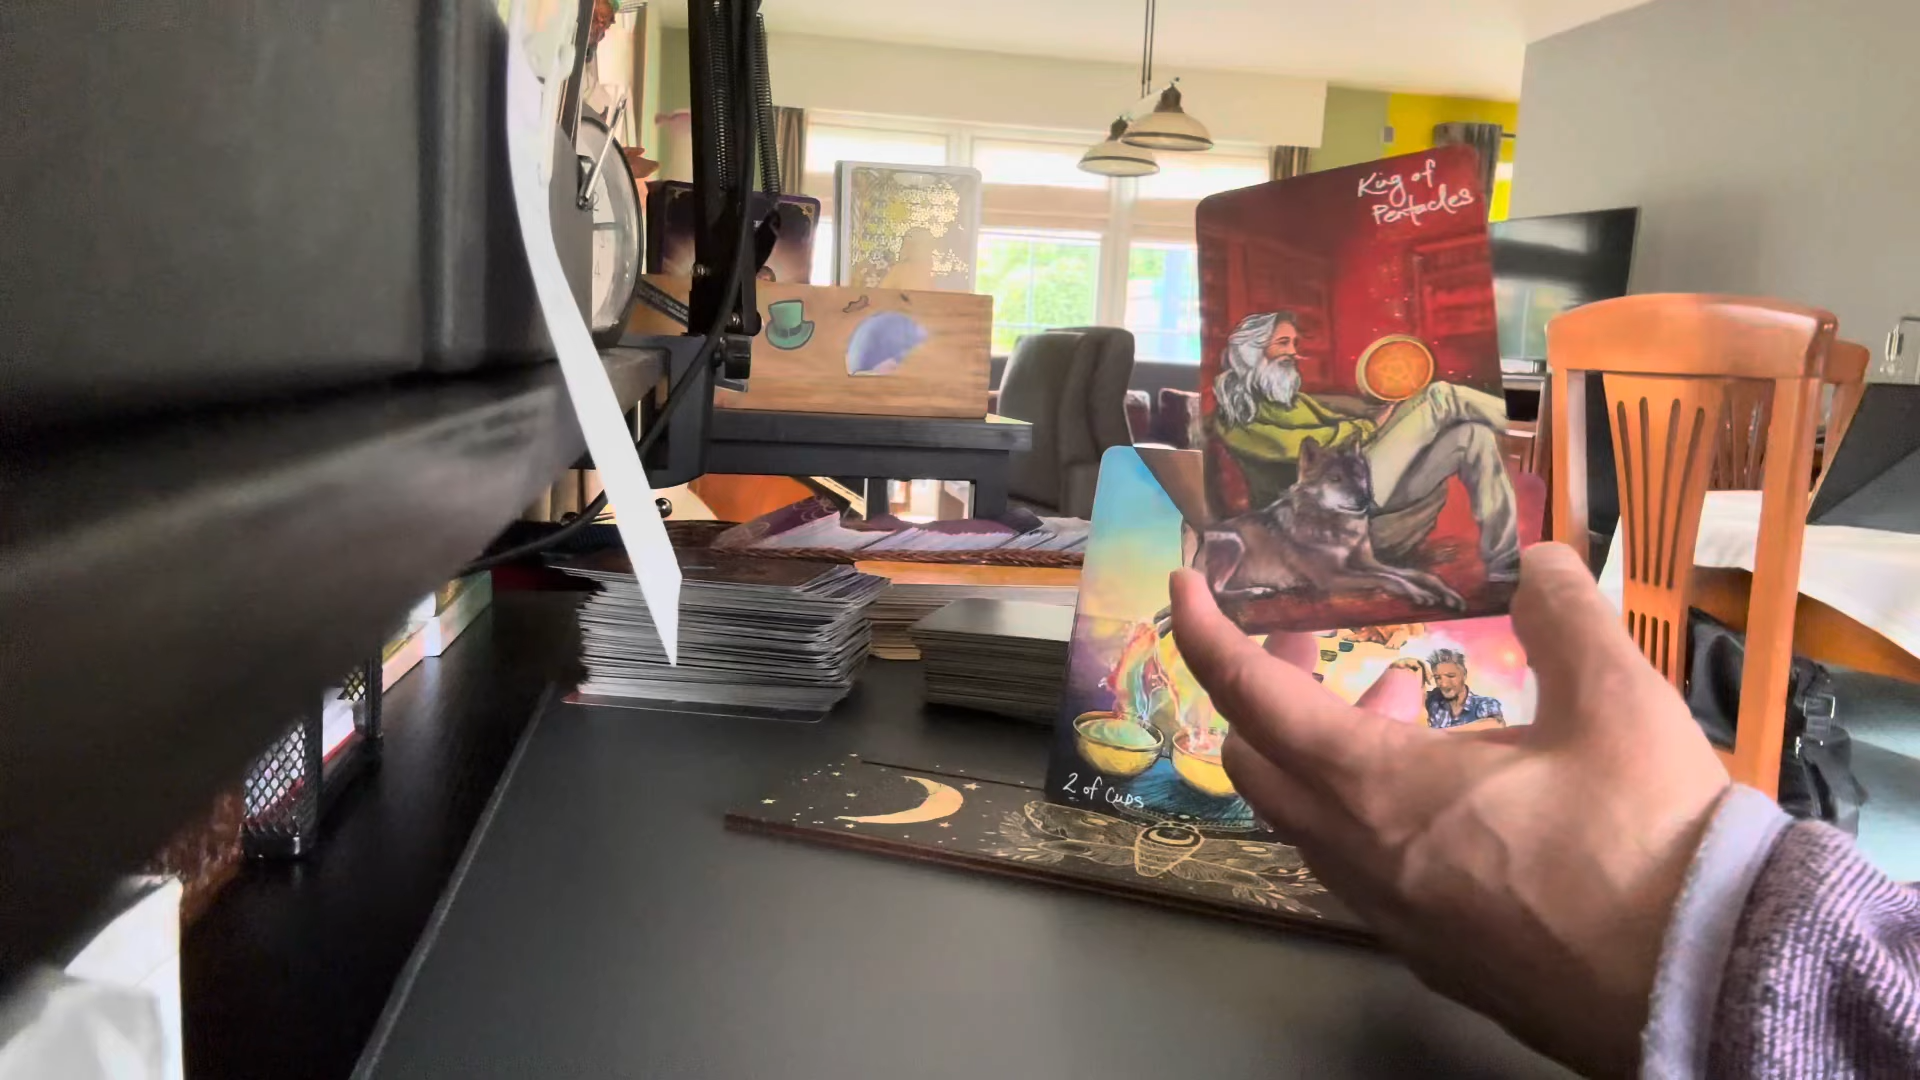 King of
Pentacles
2 of Cups